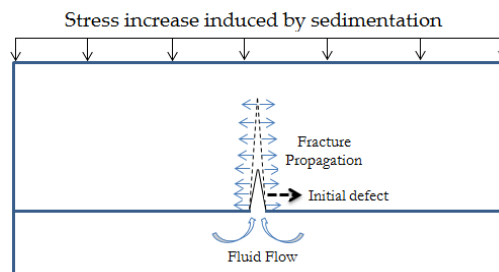 Stress increase induced by sedimentation
Fracture
Propagation
Initial defect
Fluid Flow